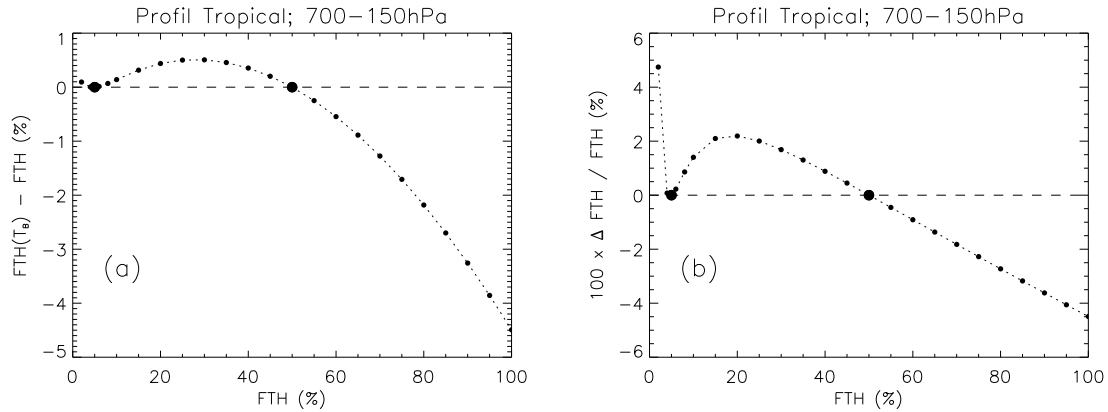 Profil Tropical; 700−150hPa
1
0
−1
−2
−3
−4
−5
FTH(T_B) − FTH (%)
(a)
0 20 40 60 80 100
FTH (%)
Profil Tropical; 700−150hPa
6
4
2
0
−2
−4
−6
100 x Δ FTH / FTH (%)
(b)
0 20 40 60 80 100
FTH (%)